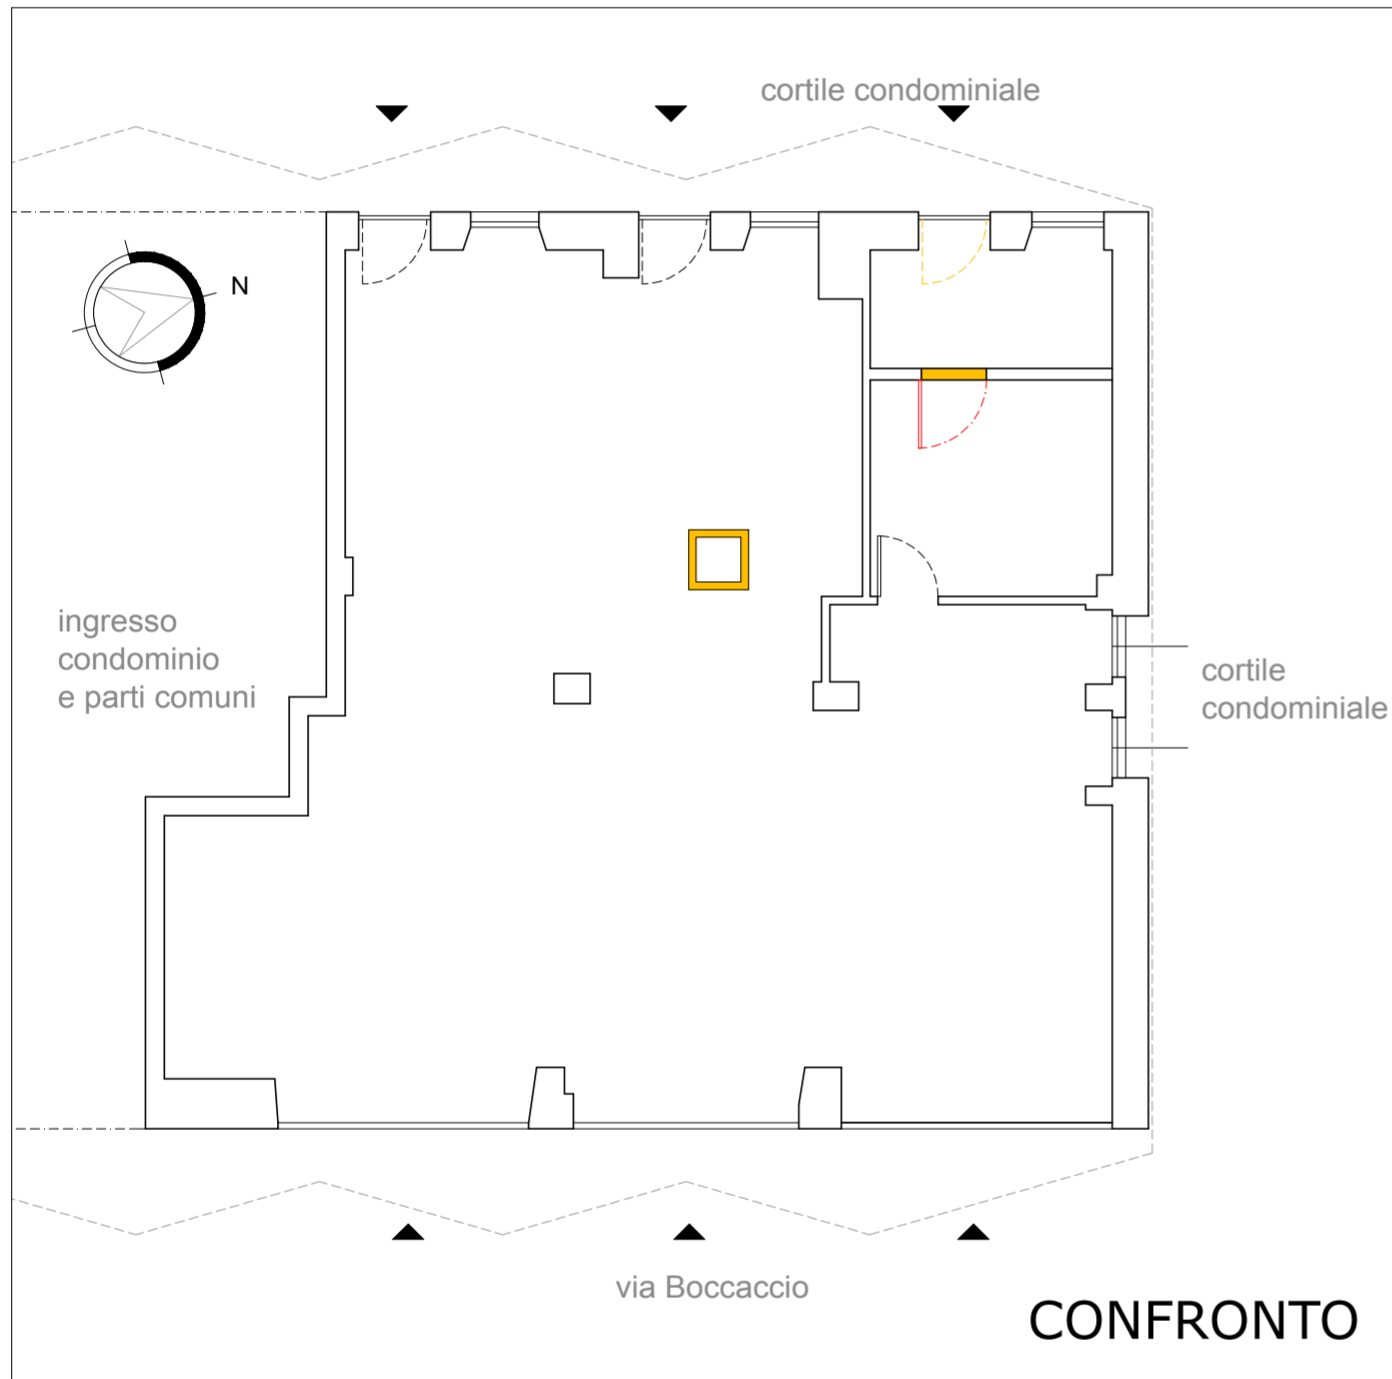 cortile condominiale
N
ingresso
condominio
e parti comuni
cortile
condominiale
via Boccaccio
CONFRONTO